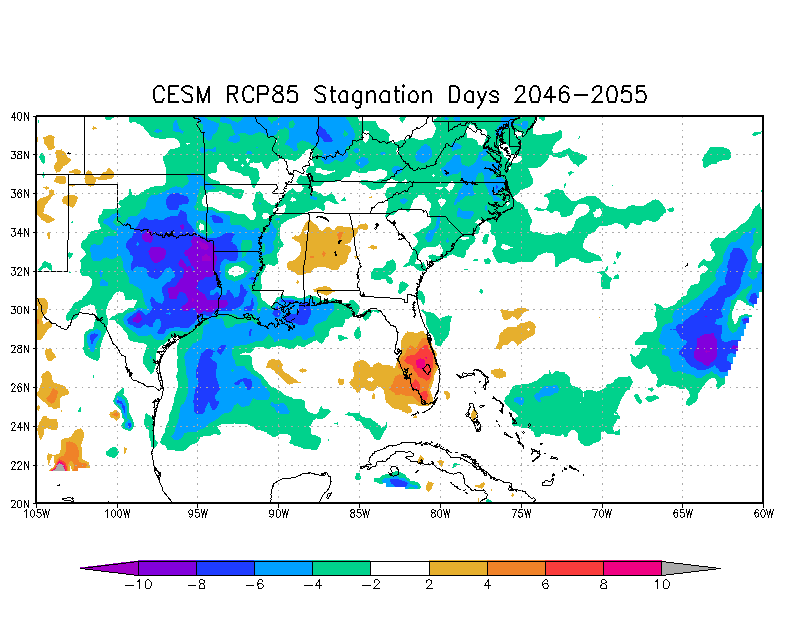 CESM RCP85 Stagnation Days 2046−2055
40N
38N
36N
34N
32N
30N
28N
26N
24N
22N
20N
105W 100W 95W 90W 85W 80W 75W 70W 65W 60W
−10 −8 −6 −4 −2 2 4 6 8 10